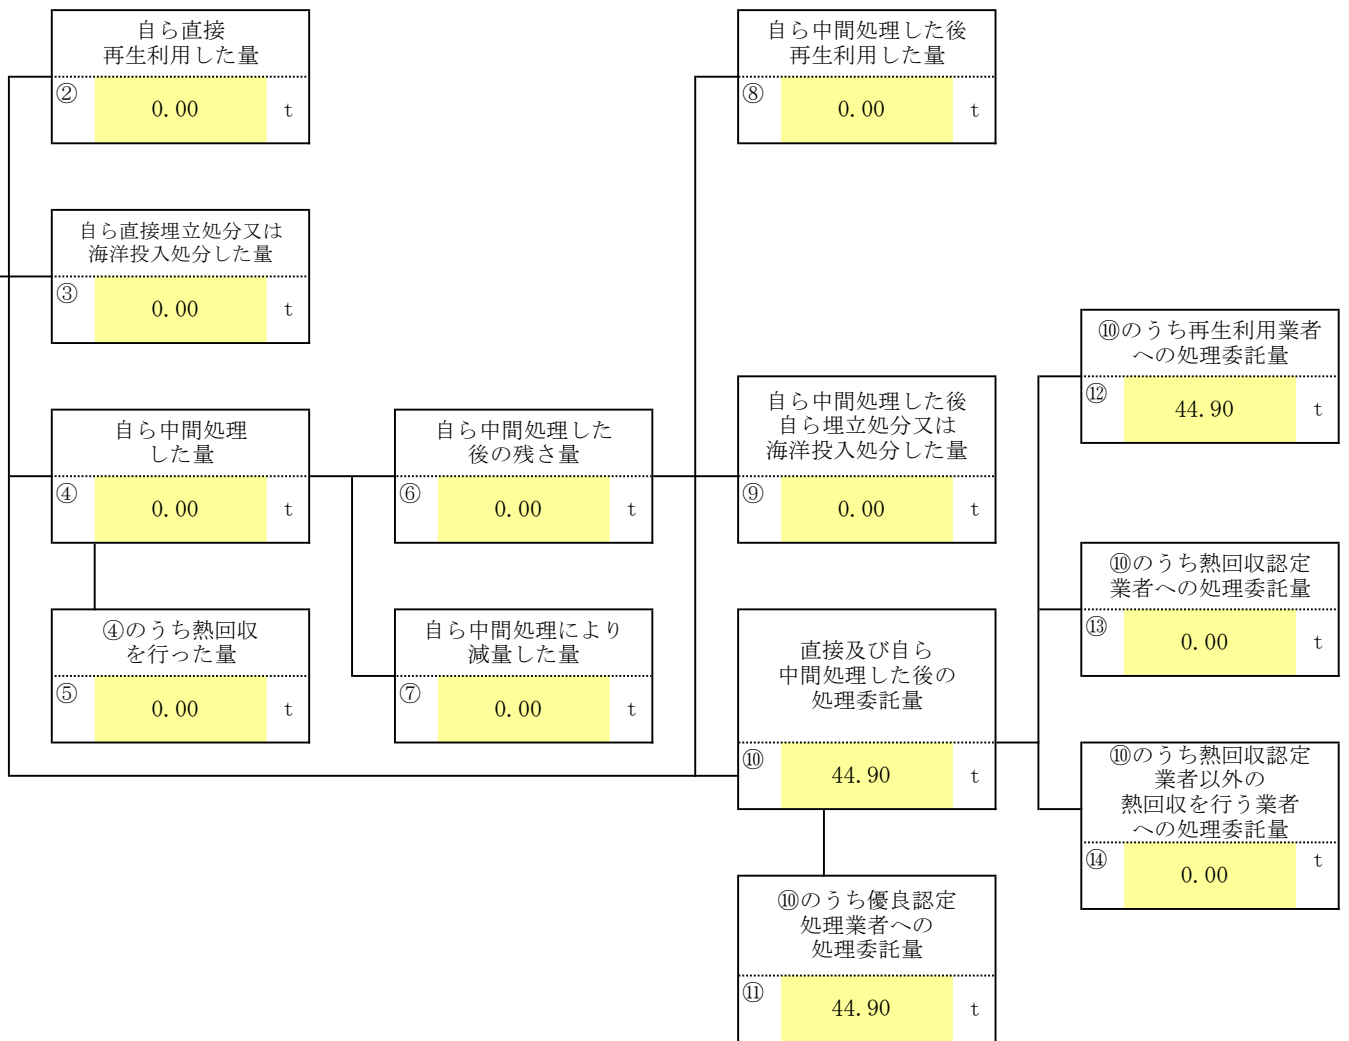 自ら直接
再生利用した量
② 0.00 t
自ら中間処理した後
再生利用した量
⑧ 0.00 t
自ら直接埋立処分又は
海洋投入処分した量
③ 0.00 t
⑩のうち再生利用業者
への処理委託量
⑫ 44.90 t
自ら中間処理
した量
④ 0.00 t
自ら中間処理した
後の残さ量
⑥ 0.00 t
自ら中間処理した後
自ら埋立処分又は
海洋投入処分した量
⑨ 0.00 t
⑩のうち熱回収認定
業者への処理委託量
⑬ 0.00 t
④のうち熱回収
を行った量
⑤ 0.00 t
自ら中間処理により
減量した量
⑦ 0.00 t
直接及び自ら
中間処理した後の
処理委託量
⑩ 44.90 t
⑩のうち熱回収認定
業者以外の
熱回収を行う業者
への処理委託量
⑭ 0.00 t
⑩のうち優良認定
処理業者への
処理委託量
⑪ 44.90 t